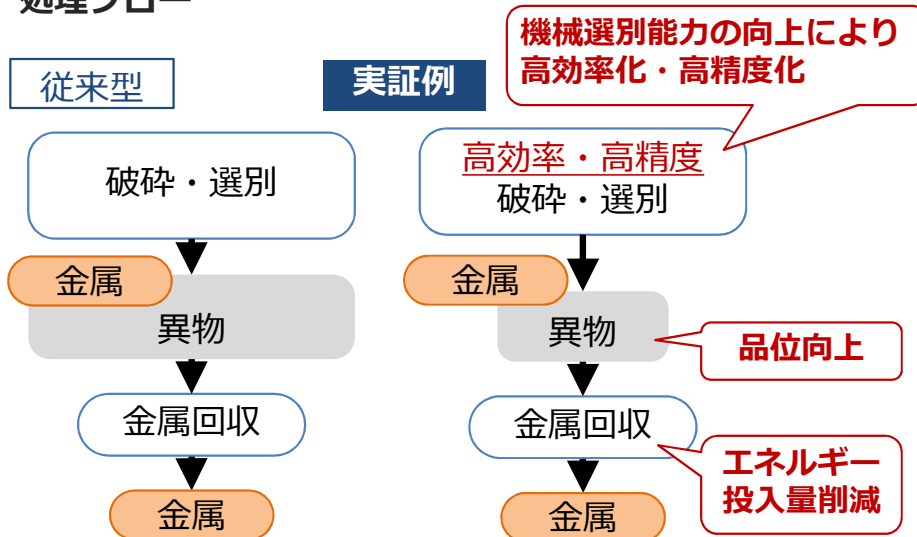 処理フロー
従来型
破砕・選別
金属
異物
金属回収
金属
実証例
機械選別能力の向上により
高効率化・高精度化
高効率・高精度
破砕・選別
金属
異物
品位向上
金属回収
エネルギー
投入量削減
金属